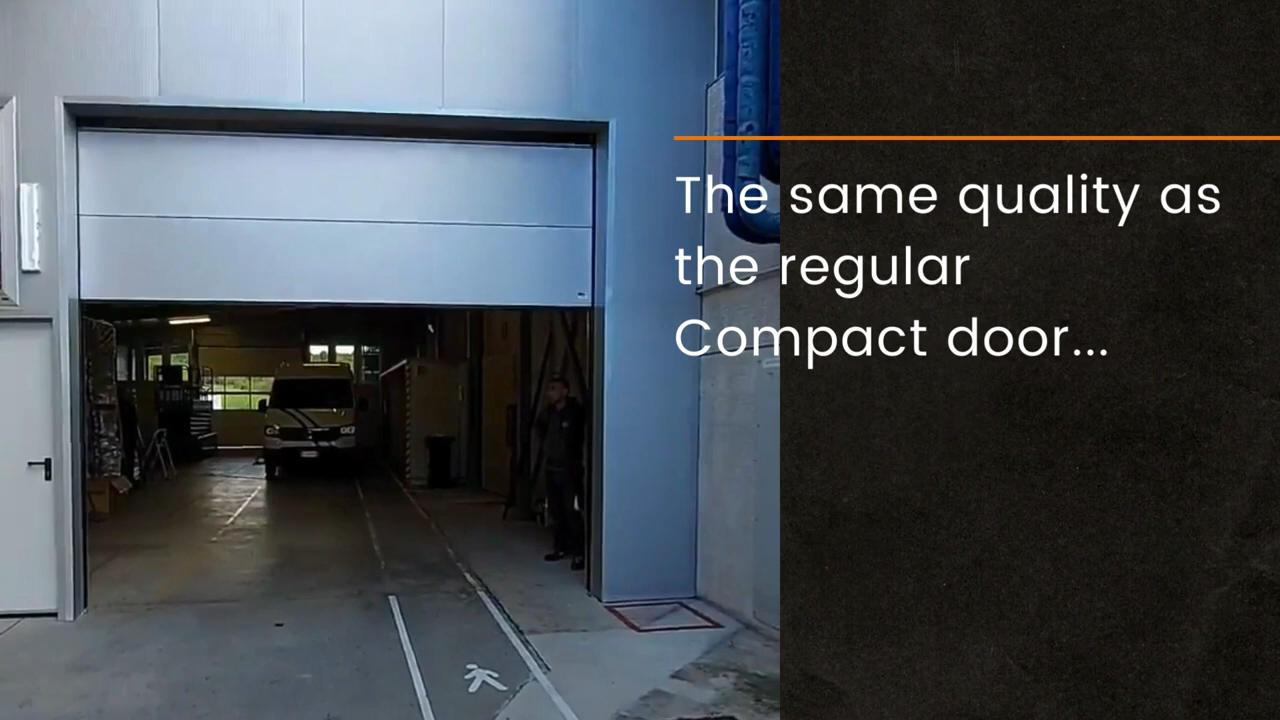 The same quality as
the regular
Compact door...